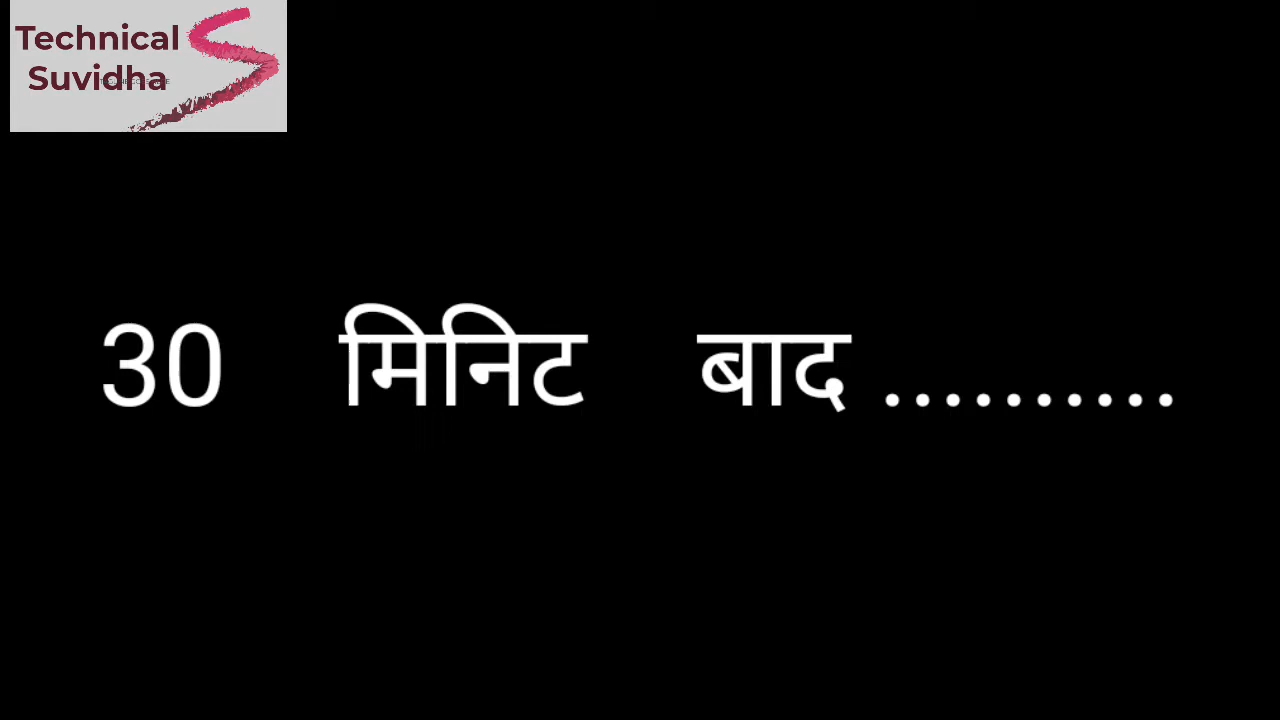 Technical
Suvidha
30 मिनिट बाद ..........